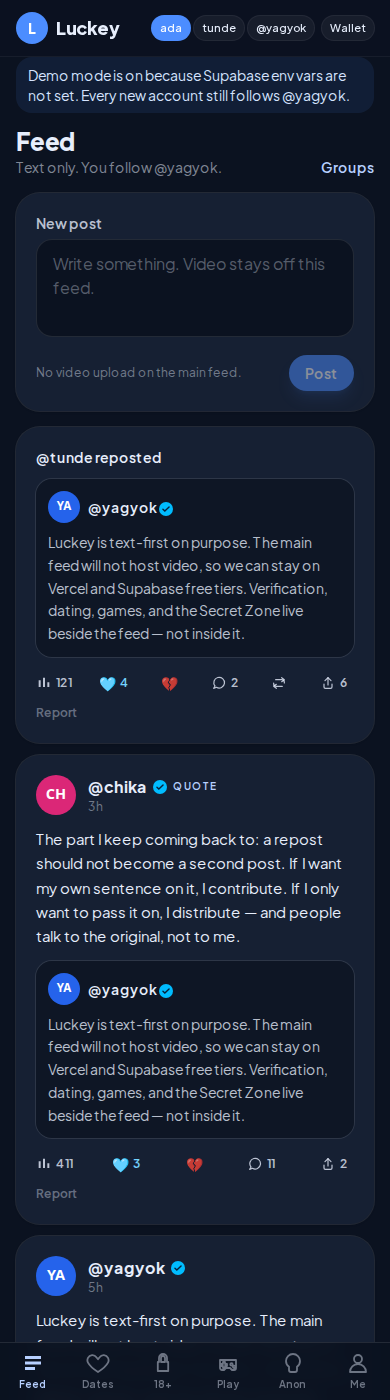 L Luckey ada tunde @yagyok Wallet
Demo mode is on because Supabase env vars are
not set. Every new account still follows @yagyok.
Feed
Text only. You follow @yagyok. Groups
New post
Write something. Video stays off this
feed.
No video upload on the main feed. Post
@tunde reposted
YA @yagyok
Luckey is text-first on purpose. The main
feed will not host video, so we can stay on
Vercel and Supabase free tiers. Verification,
dating, games, and the Secret Zone live
beside the feed — not inside it.
121 4 2 6
Report
CH @chika QUOTE
3h
The part I keep coming back to: a repost
should not become a second post. If I want
my own sentence on it, I contribute. If I only
want to pass it on, I distribute — and people
talk to the original, not to me.
YA @yagyok
Luckey is text-first on purpose. The main
feed will not host video, so we can stay on
Vercel and Supabase free tiers. Verification,
dating, games, and the Secret Zone live
beside the feed — not inside it.
411 3 11 2
Report
YA @yagyok
5h
Luckey is text-first on purpose. The main
Feed Dates 18+ Play Anon Me